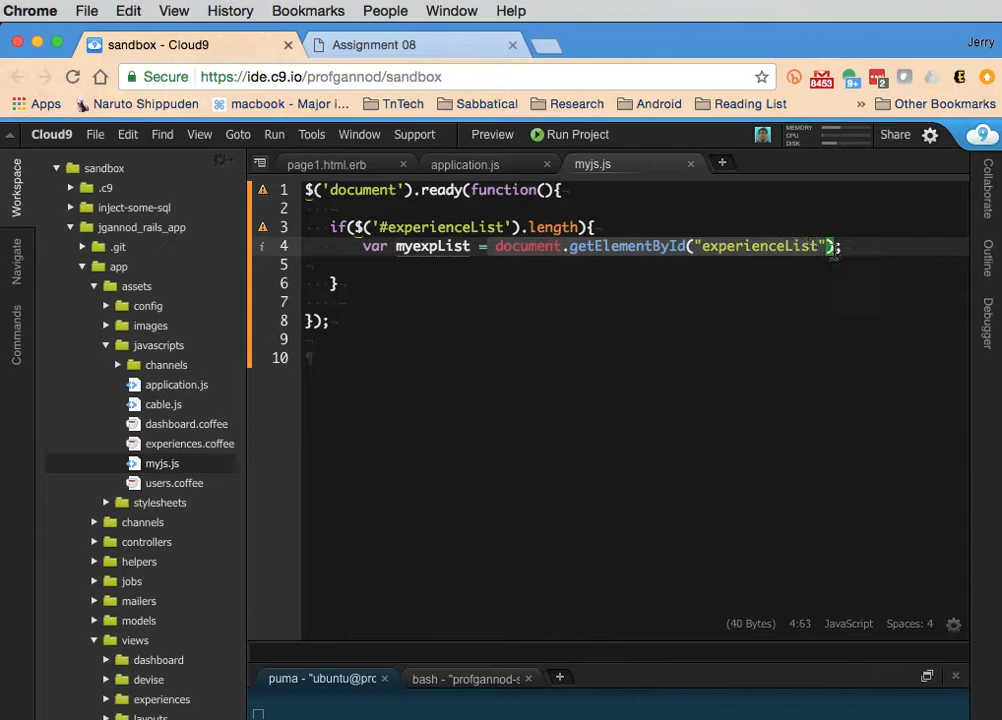 Chrome File Edit View History Bookmarks People Window Help
sandbox - Cloud9 Assignment 08 Jerry
Secure https://ide.c9.io/profgannod/sandbox 8453
Apps Naruto Shippuden macbook - Major i... TnTech Sabbatical Research Android Reading List » Other Bookmarks
Cloud9 File Edit Find View Goto Run Tools Window Support Preview Run Project MEMORY CPU DISK Share
page1.html.erb application.js myjs.js
Workspace
Navigate
Commands
sandbox
.c9
inject-some-sql
jgannod_rails_app
.git
app
assets
config
images
javascripts
channels
application.js
cable.js
dashboard.coffee
experiences.coffee
myjs.js
users.coffee
stylesheets
channels
controllers
helpers
jobs
mailers
models
views
dashboard
devise
experiences
layouts
1 $('document').ready(function(){
2
3 if($('#experienceList').length){
4 var myexpList = document.getElementById("experienceList");
5
6 }
7
8 });
9
10
(40 Bytes) 4:63 JavaScript Spaces: 4
puma - "ubuntu@prc bash - "profgannod-s
Collaborate
Outline
Debugger